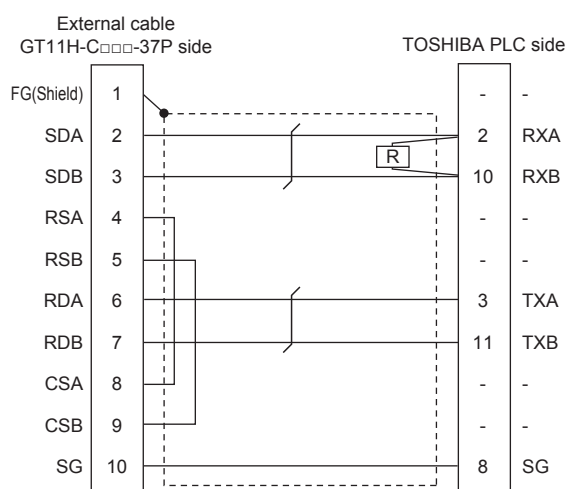 External cable
GT11H-C□□□-37P side
TOSHIBA PLC side
FG(Shield) 1 - -
SDA 2 2 RXA
R
SDB 3 10 RXB
RSA 4 - -
RSB 5 - -
RDA 6 3 TXA
RDB 7 11 TXB
CSA 8 - -
CSB 9 - -
SG 10 8 SG